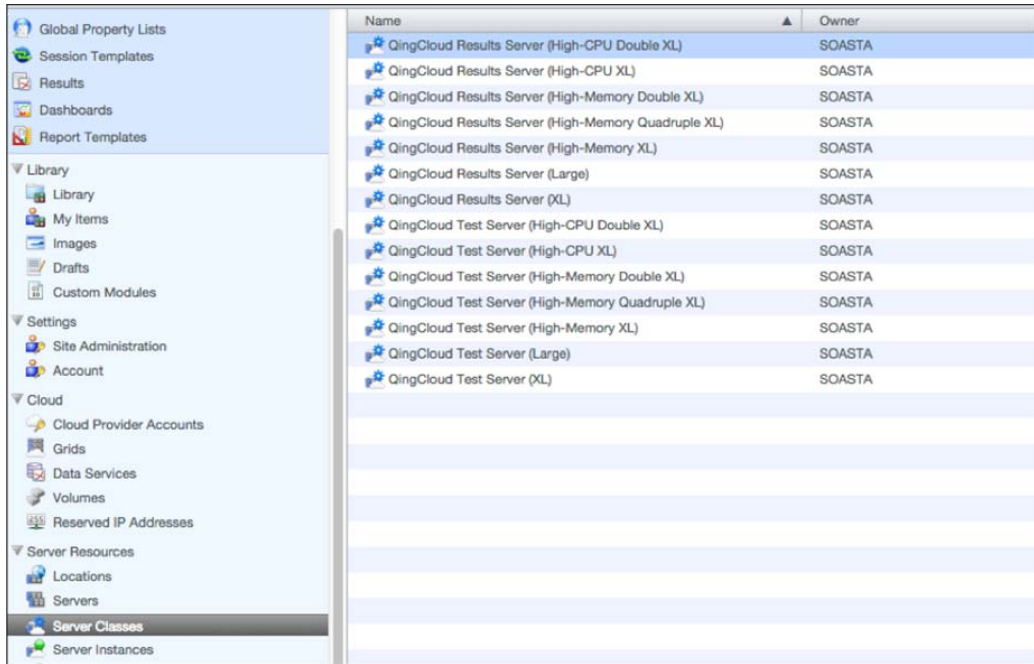 Global Property Lists
Session Templates
Results
Dashboards
Report Templates
Library
Library
My Items
Images
Drafts
Custom Modules
Settings
Site Administration
Account
Cloud
Cloud Provider Accounts
Grids
Data Services
Volumes
Reserved IP Addresses
Server Resources
Locations
Servers
Server Classes
Server Instances
Name Owner
QingCloud Results Server (High-CPU Double XL) SOASTA
QingCloud Results Server (High-CPU XL) SOASTA
QingCloud Results Server (High-Memory Double XL) SOASTA
QingCloud Results Server (High-Memory Quadruple XL) SOASTA
QingCloud Results Server (High-Memory XL) SOASTA
QingCloud Results Server (Large) SOASTA
QingCloud Results Server (XL) SOASTA
QingCloud Test Server (High-CPU Double XL) SOASTA
QingCloud Test Server (High-CPU XL) SOASTA
QingCloud Test Server (High-Memory Double XL) SOASTA
QingCloud Test Server (High-Memory Quadruple XL) SOASTA
QingCloud Test Server (High-Memory XL) SOASTA
QingCloud Test Server (Large) SOASTA
QingCloud Test Server (XL) SOASTA